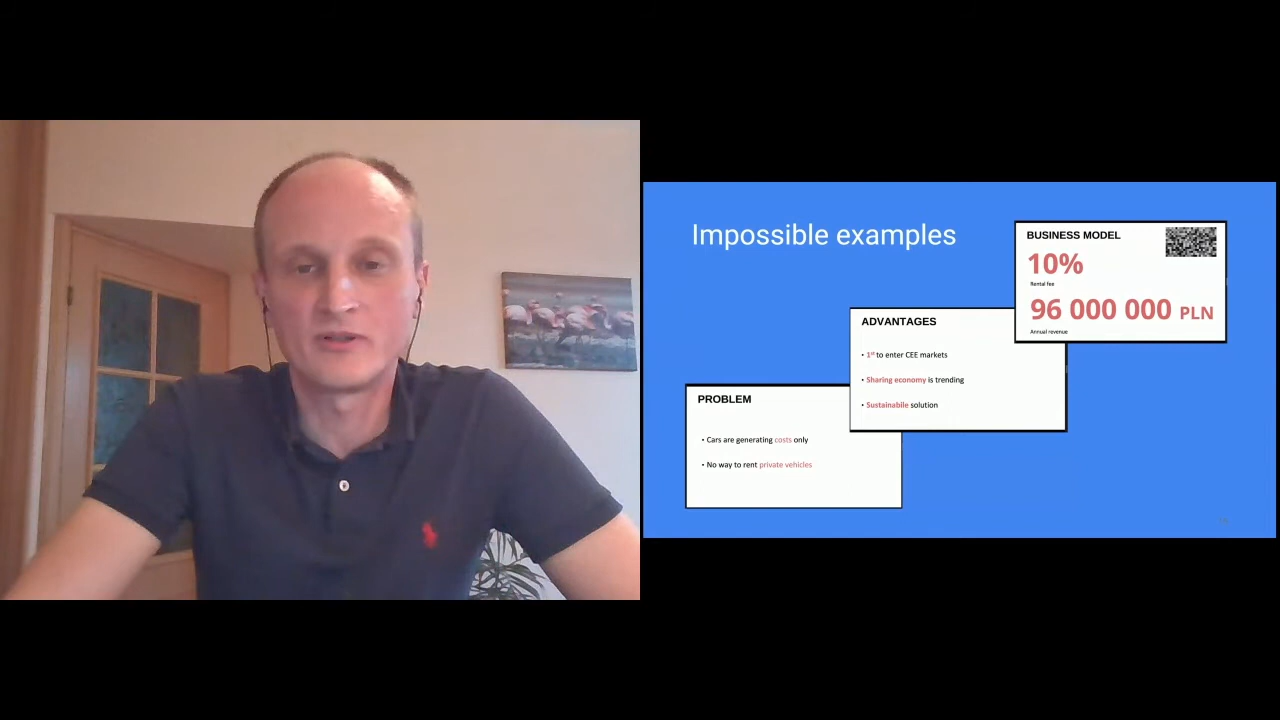 Impossible examples
BUSINESS MODEL
10%
Rental fee
96 000 000 PLN
Annual revenue
ADVANTAGES
• 1st to enter CEE markets
• Sharing economy is trending
• Sustainabile solution
PROBLEM
• Cars are generating costs only
• No way to rent private vehicles